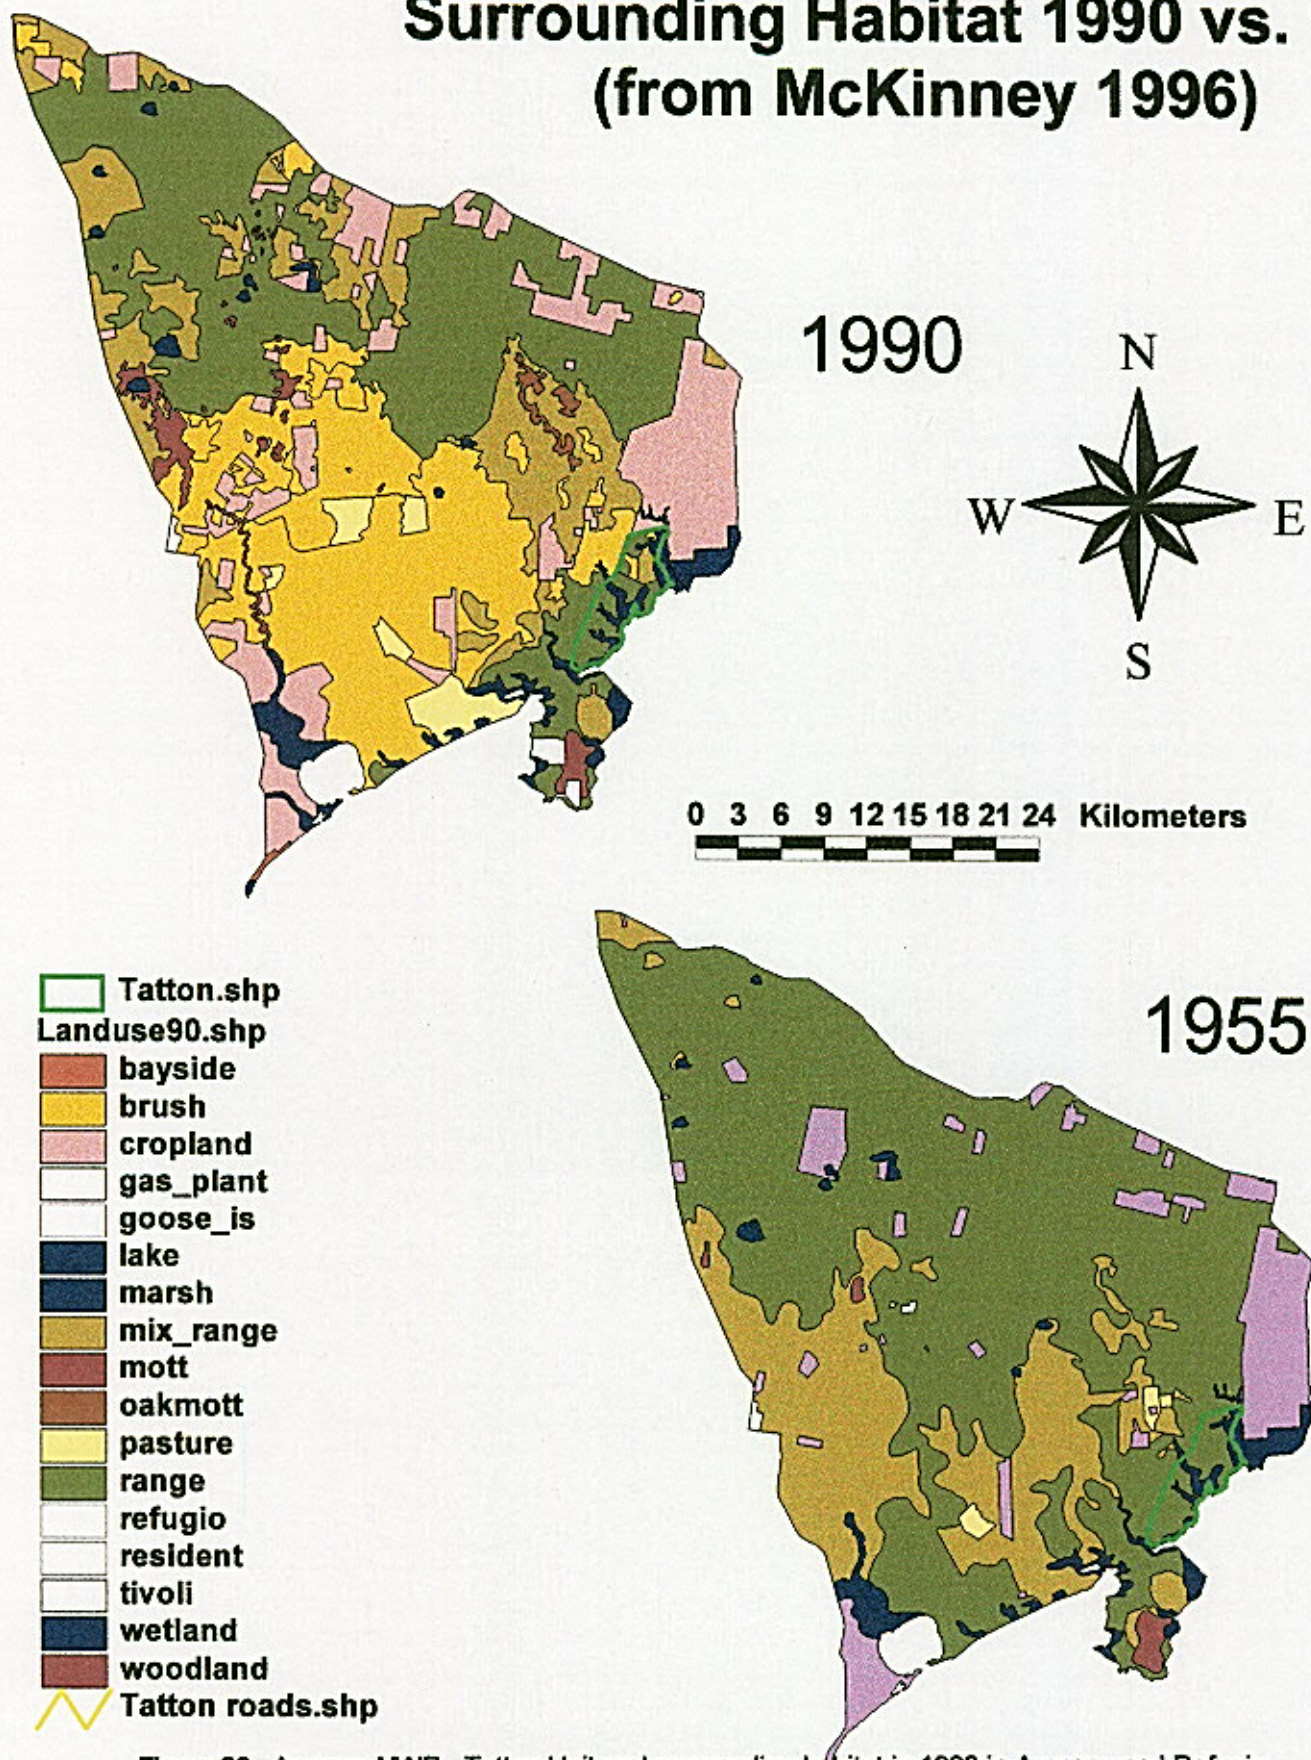 Surrounding Habitat 1990 vs.
(from McKinney 1996)
1990
N
W E
S
0 3 6 9 12 15 18 21 24 Kilometers
1955
Tatton.shp
Landuse90.shp
bayside
brush
cropland
gas_plant
goose_is
lake
marsh
mix_range
mott
oakmott
pasture
range
refugio
resident
tivoli
wetland
woodland
Tatton roads.shp